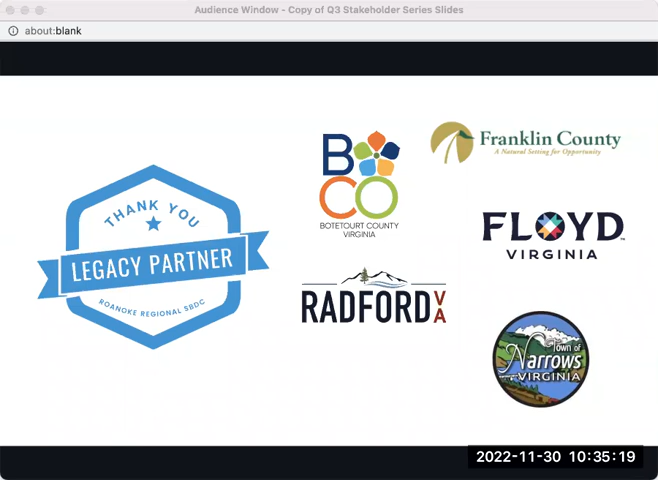 Audience Window - Copy of Q3 Stakeholder Series Slides
about:blank
THANK YOU
LEGACY PARTNER
ROANOKE REGIONAL SBDC
BOCO
BOTETOURT COUNTY
VIRGINIA
Franklin County
A Natural Setting for Opportunity
FLOYD
VIRGINIA
RADFORD VA
Town of
Narrows
VIRGINIA
2022-11-30 10:35:19